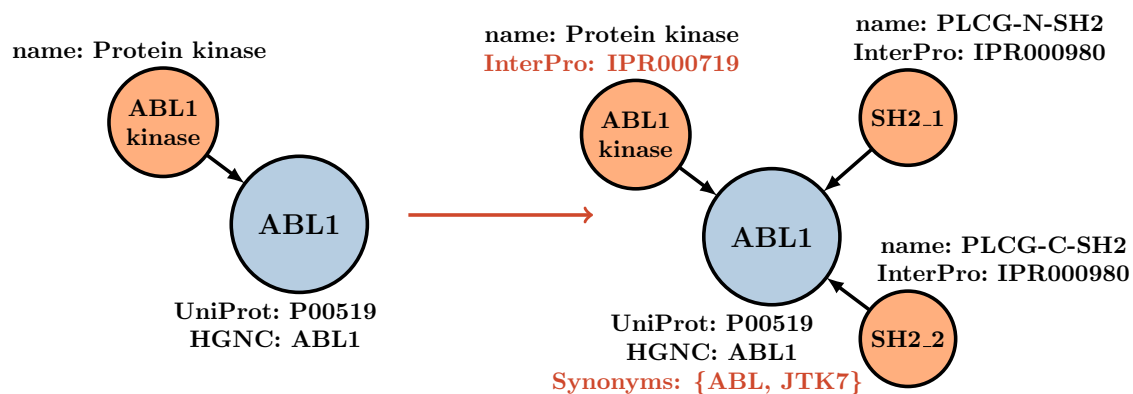 name: Protein kinase
ABL1
kinase
ABL1
UniProt: P00519
HGNC: ABL1
name: Protein kinase
InterPro: IPR000719
ABL1
kinase
name: PLCG-N-SH2
InterPro: IPR000980
SH2_1
ABL1
name: PLCG-C-SH2
InterPro: IPR000980
SH2_2
UniProt: P00519
HGNC: ABL1
Synonyms: {ABL, JTK7}